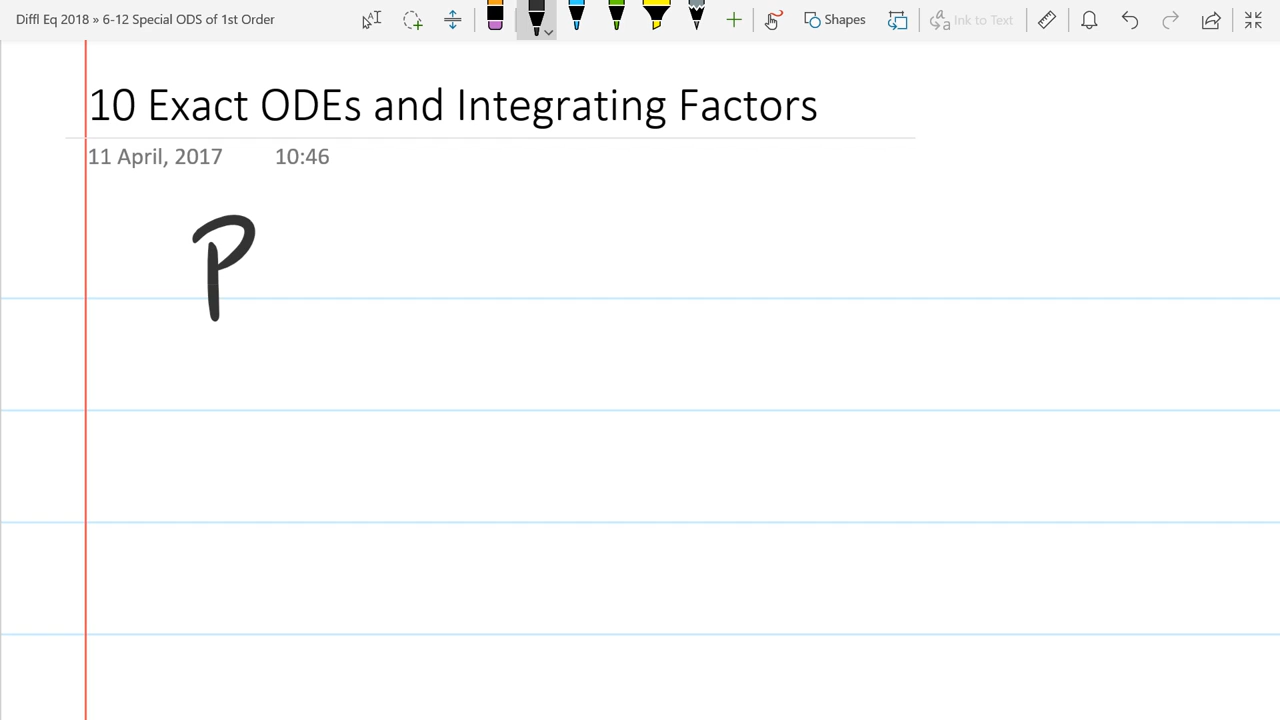 Diffl Eq 2018 » 6-12 Special ODS of 1st Order
Shapes
Ink to Text
10 Exact ODEs and Integrating Factors
11 April, 2017 10:46
P